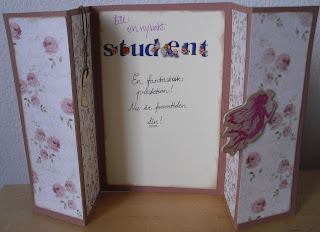 till
en nybakt
student
En fantastisk
prestation!
Nu är framtiden
din!